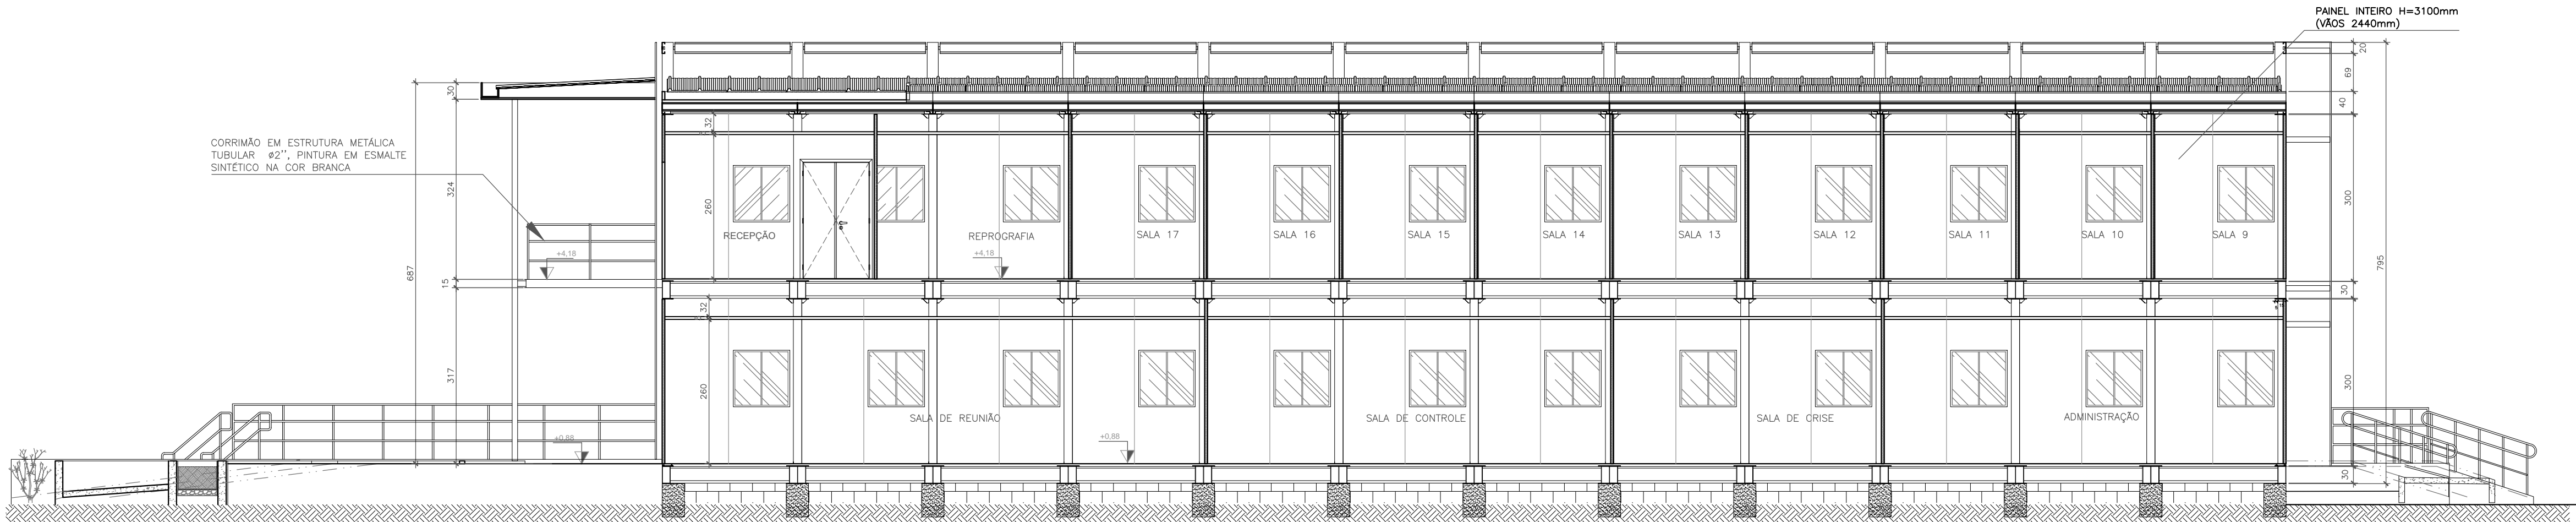 PAINEL INTEIRO H=3100mm
(VÃOS 2440mm)
20
69
40
300
795
30
300
30
30
324
687
15
317
CORRIMÃO EM ESTRUTURA METÁLICA
TUBULAR ø2'', PINTURA EM ESMALTE
SINTÉTICO NA COR BRANCA
+4,18
+0,88
32
260
RECEPÇÃO
REPROGRAFIA
+4,18
SALA 17
SALA 16
SALA 15
SALA 14
SALA 13
SALA 12
SALA 11
SALA 10
SALA 9
32
260
SALA DE REUNIÃO
+0,88
SALA DE CONTROLE
SALA DE CRISE
ADMINISTRAÇÃO